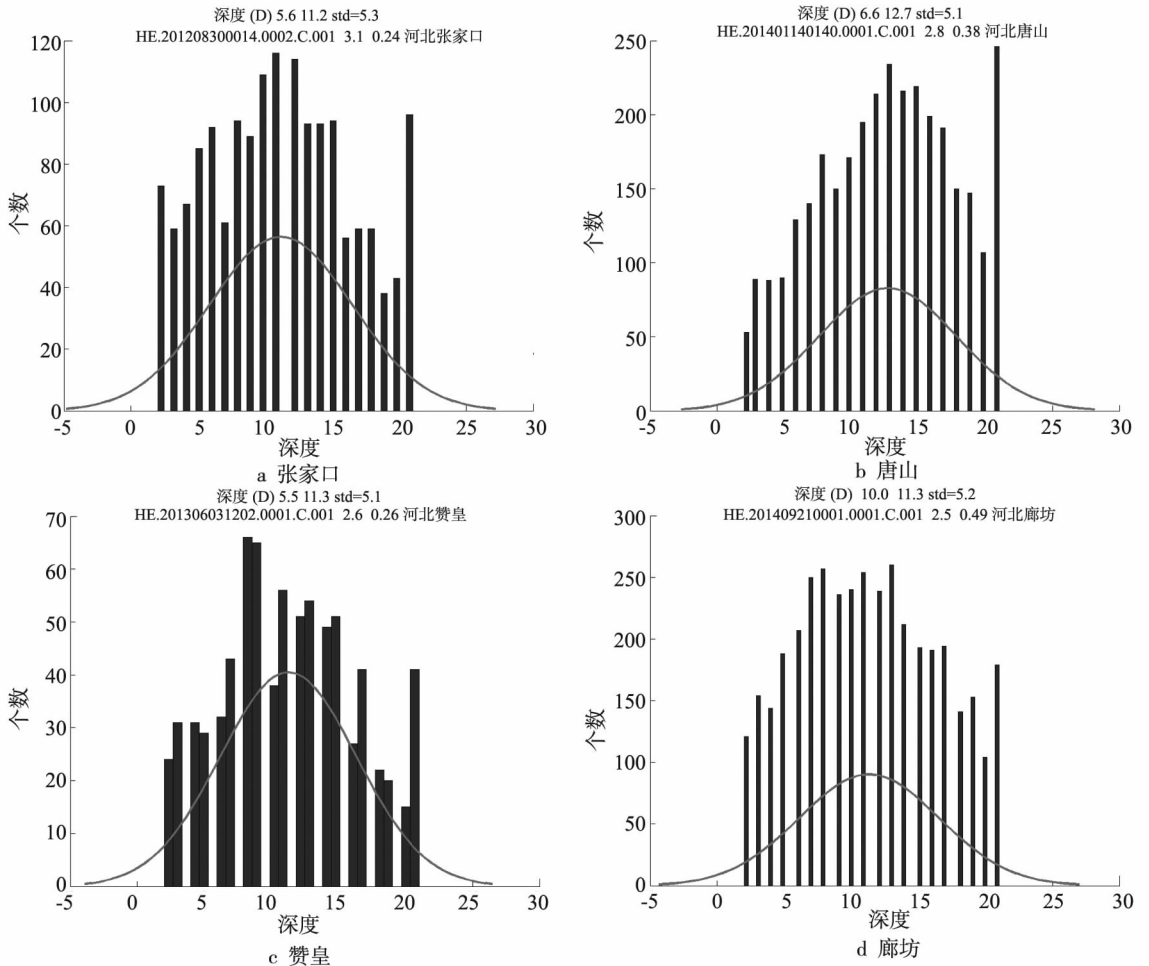 深度 (D) 5.6 11.2 std=5.3
HE.201208300014.0002.C.001 3.1 0.24 河北张家口
120
100
80
60
40
20
0
个数
-5 0 5 10 15 20 25 30
深度
a 张家口
深度 (D) 6.6 12.7 std=5.1
HE.201401140140.0001.C.001 2.8 0.38 河北唐山
250
200
150
100
50
0
个数
-5 0 5 10 15 20 25 30
深度
b 唐山
深度 (D) 5.5 11.3 std=5.1
HE.201306031202.0001.C.001 2.6 0.26 河北赞皇
70
60
50
40
30
20
10
0
个数
-5 0 5 10 15 20 25 30
深度
c 赞皇
深度 (D) 10.0 11.3 std=5.2
HE.201409210001.0001.C.001 2.5 0.49 河北廊坊
300
250
200
150
100
50
0
个数
-5 0 5 10 15 20 25 30
深度
d 廊坊